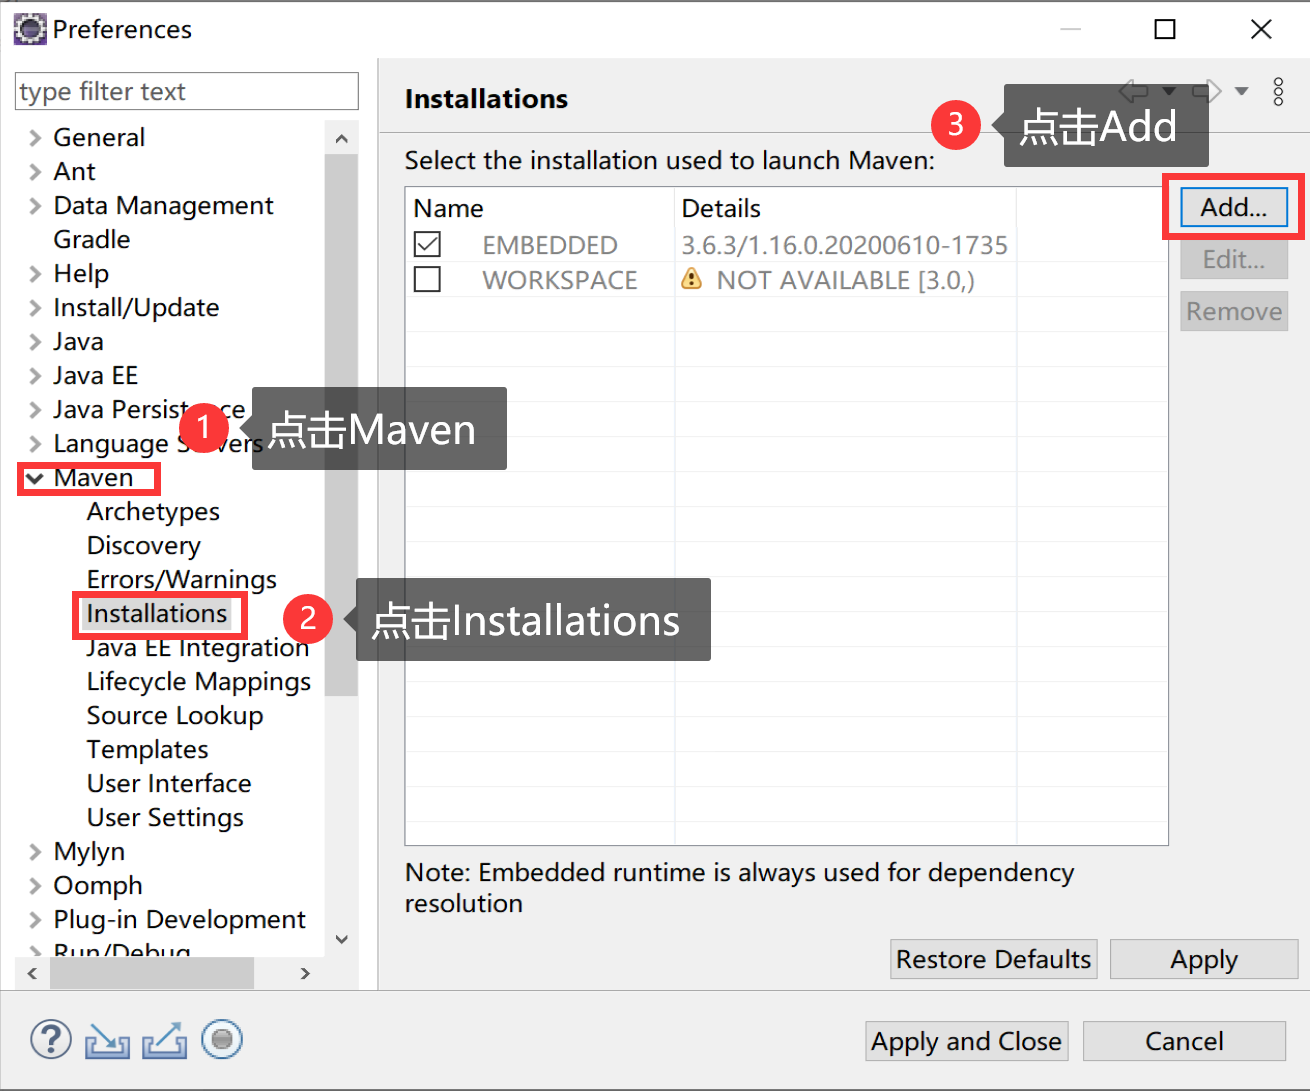 Preferences
type filter text
General
Ant
Data Management
Gradle
Help
Install/Update
Java
Java EE
Java Persistence
Language Servers
Maven
Archetypes
Discovery
Errors/Warnings
Installations
Java EE Integration
Lifecycle Mappings
Source Lookup
Templates
User Interface
User Settings
Mylyn
Oomph
Plug-in Development
Run/Debug
1 点击Maven
2 点击Installations
Installations
3 点击Add
Select the installation used to launch Maven:
Name Details
EMBEDDED 3.6.3/1.16.0.20200610-1735
WORKSPACE NOT AVAILABLE [3.0,)
Add...
Edit...
Remove
Note: Embedded runtime is always used for dependency
resolution
Restore Defaults Apply
Apply and Close Cancel